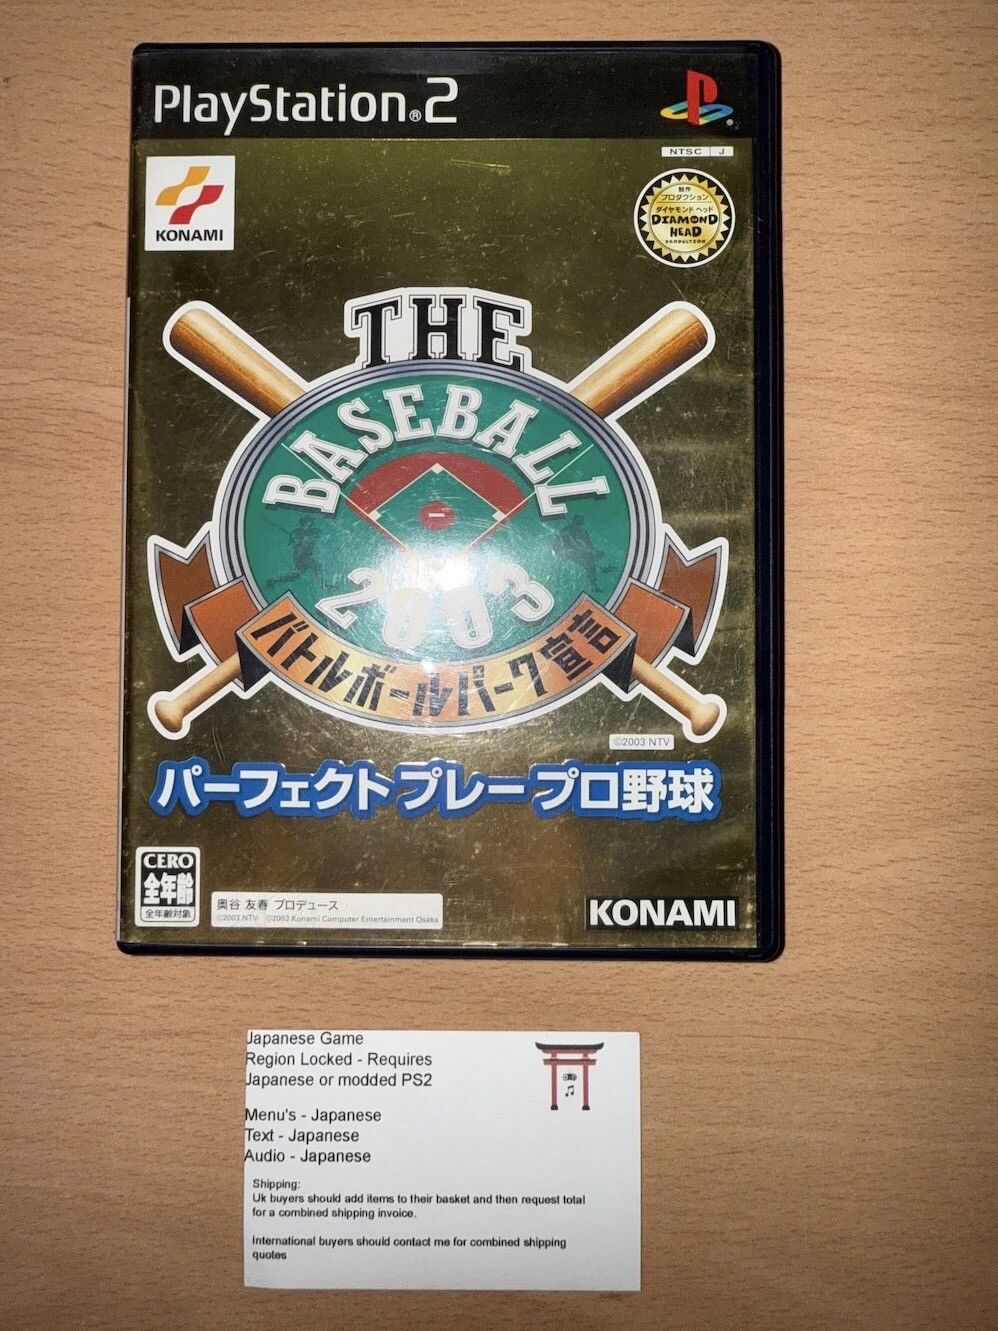 PlayStation®2
NTSC J
KONAMI
制作
プロダクション
ダイヤモンドヘッド
DIAMOND
HEAD
PRODUCTION
THE
BASEBALL
2003
バトルボールパーク宣言
©2003 NTV
パーフェクトプレープロ野球
CERO
全年齢
全年齢対象
奥谷 友春 プロデュース
©2003 NTV ©2003 Konami Computer Entertainment Osaka
KONAMI
Japanese Game
Region Locked - Requires
Japanese or modded PS2
Menu's - Japanese
Text - Japanese
Audio - Japanese
Shipping:
Uk buyers should add items to their basket and then request total
for a combined shipping invoice.
International buyers should contact me for combined shipping
quotes